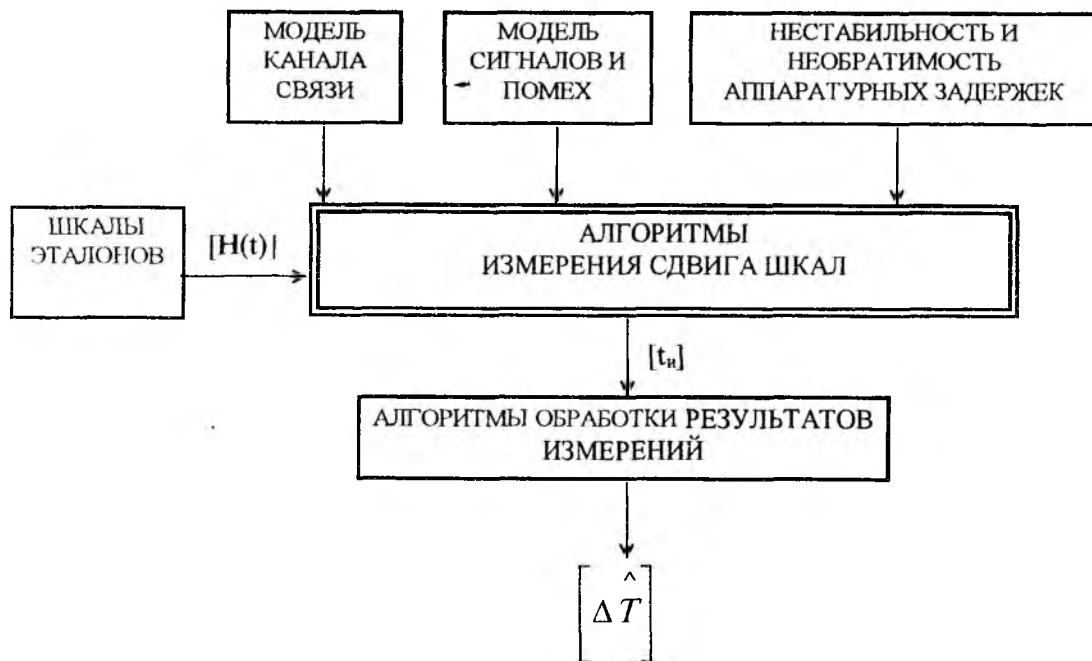 МОДЕЛЬ
КАНАЛА
СВЯЗИ
МОДЕЛЬ
СИГНАЛОВ И
ПОМЕХ
НЕСТАБИЛЬНОСТЬ И
НЕОБРАТИМОСТЬ
АППАРАТУРНЫХ ЗАДЕРЖЕК
ШКАЛЫ
ЭТАЛОНОВ
[H(t)]
АЛГОРИТМЫ
ИЗМЕРЕНИЯ СДВИГА ШКАЛ
[tи]
АЛГОРИТМЫ ОБРАБОТКИ РЕЗУЛЬТАТОВ
ИЗМЕРЕНИЙ
[Δ T̂]